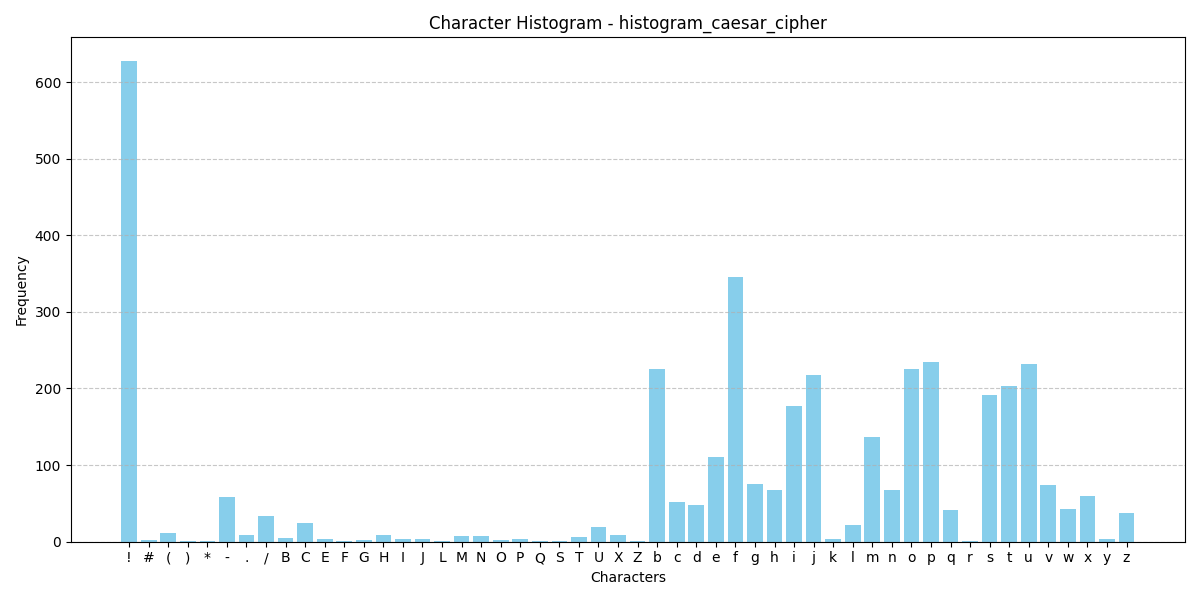 Character Histogram - histogram_caesar_cipher
600
500
400
300
200
100
0
Frequency
! # ( ) * - . / B C E F G H I J L M N O P Q S T U X Z b c d e f g h i j k l m n o p q r s t u v w x y z
Characters